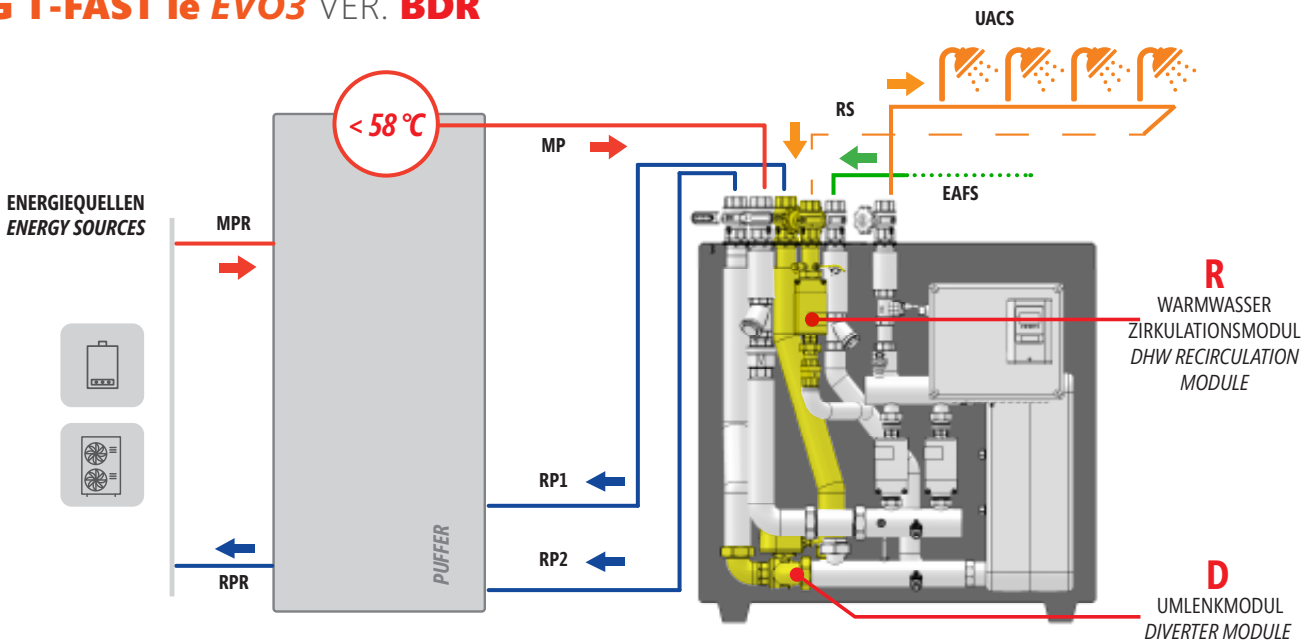 G T-FAST ie EVO3 VER. BDR
UACS
< 58 °C
RS
MP
EAFS
ENERGIEQUELLEN
ENERGY SOURCES
MPR
R
WARMWASSER
ZIRKULATIONSMODUL
DHW RECIRCULATION
MODULE
RP1
PUFFER
RP2
RPR
D
UMLENKMODUL
DIVERTER MODULE